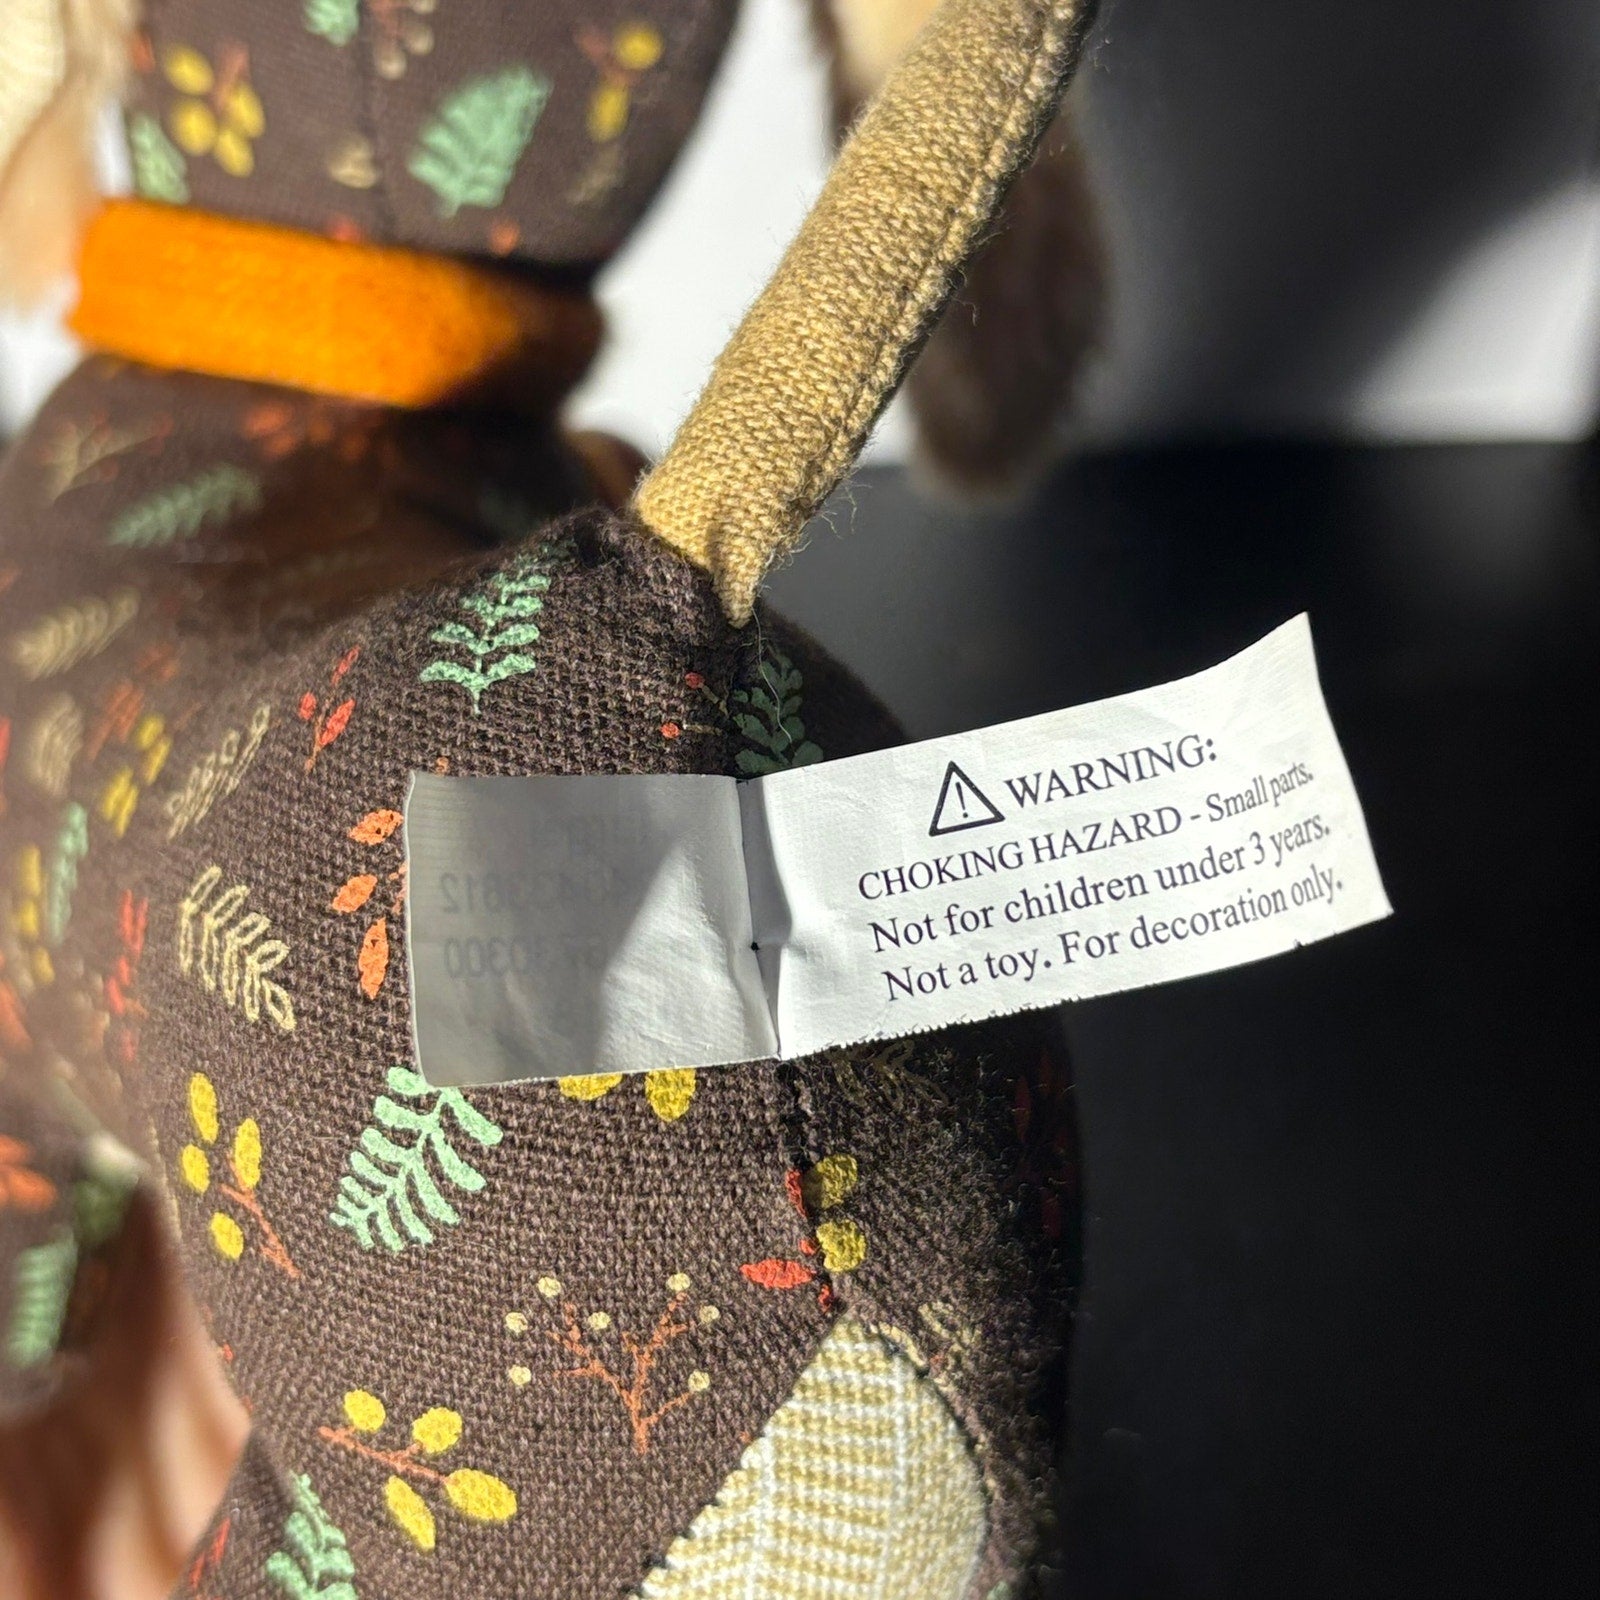 WARNING:
CHOKING HAZARD - Small parts.
Not for children under 3 years.
Not a toy. For decoration only.